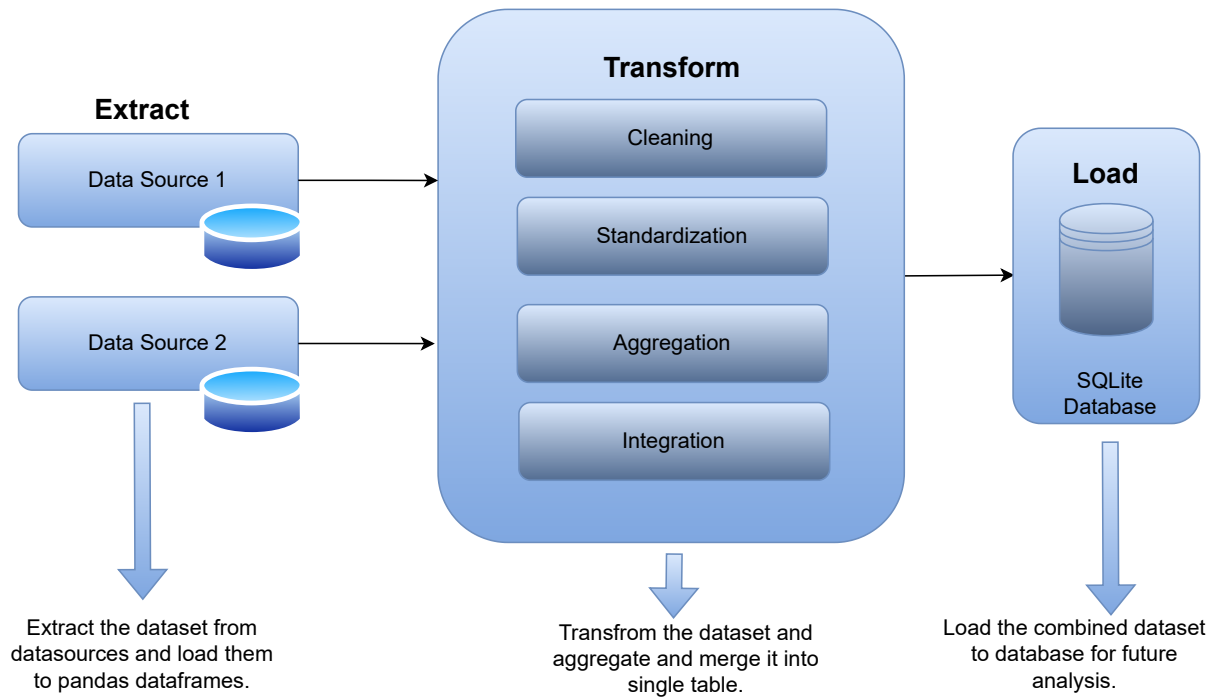 Extract
Data Source 1
Data Source 2
Extract the dataset from
datasources and load them
to pandas dataframes.
Transform
Cleaning
Standardization
Aggregation
Integration
Transfrom the dataset and
aggregate and merge it into
single table.
Load
SQLite
Database
Load the combined dataset
to database for future
analysis.